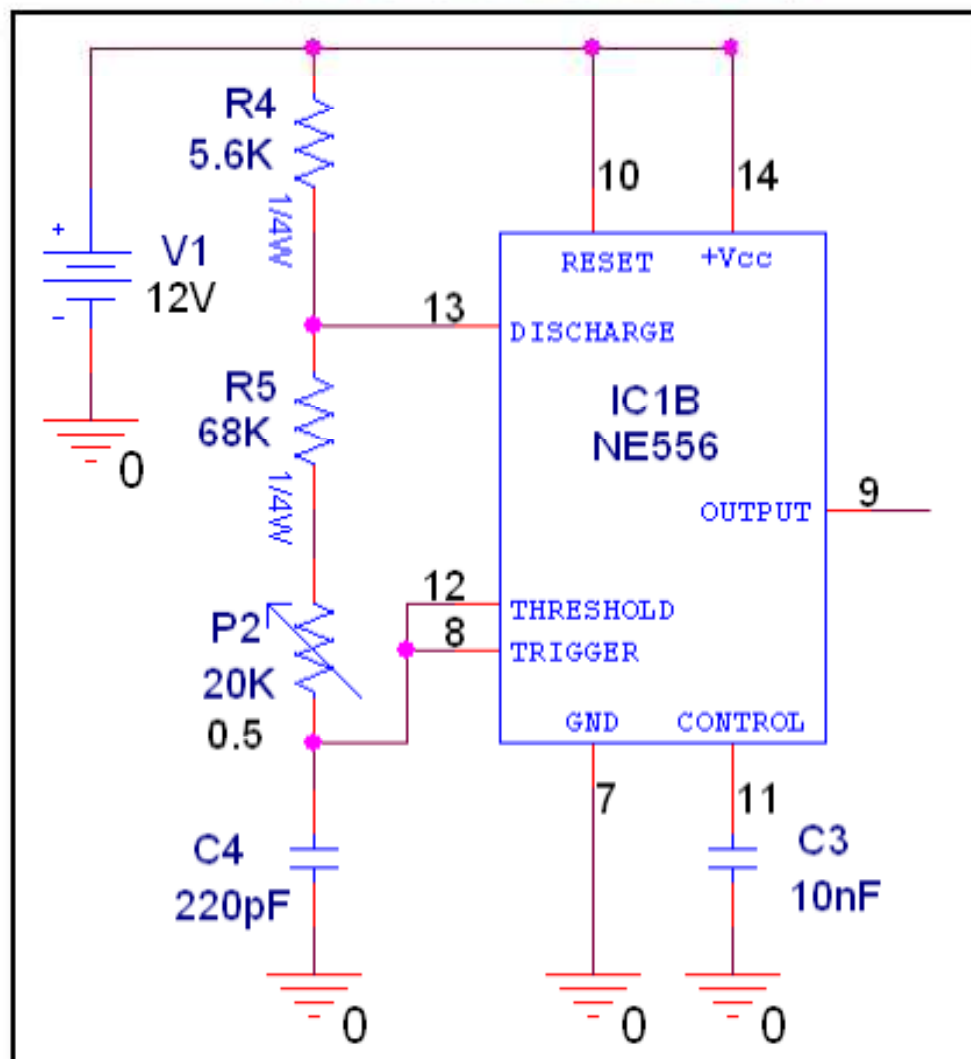 R4
5.6K
1/4W
10
14
+
V1
12V
-
0
RESET
+Vcc
13
DISCHARGE
R5
68K
1/4W
IC1B
NE556
OUTPUT
9
12
THRESHOLD
8
TRIGGER
P2
20K
0.5
GND
CONTROL
7
11
C4
220pF
C3
10nF
0
0
0